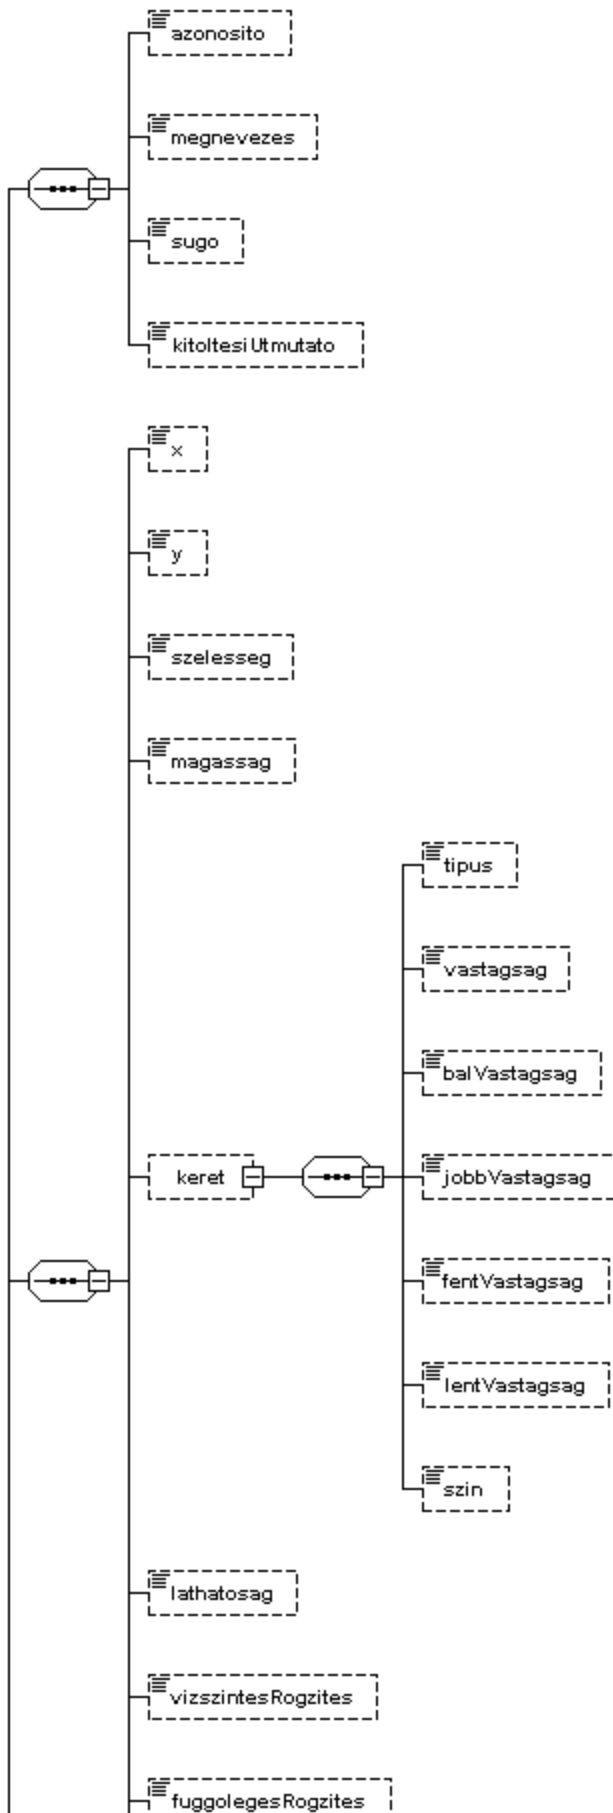 azonosito
megnevezes
sugo
kitoltesiUtmutato
x
y
szelesseg
magassag
tipus
vastagsag
balVastagsag
keret
jobbVastagsag
fentVastagsag
lentVastagsag
szin
lathatosag
vizszintesRogzites
fuggolegesRogzites